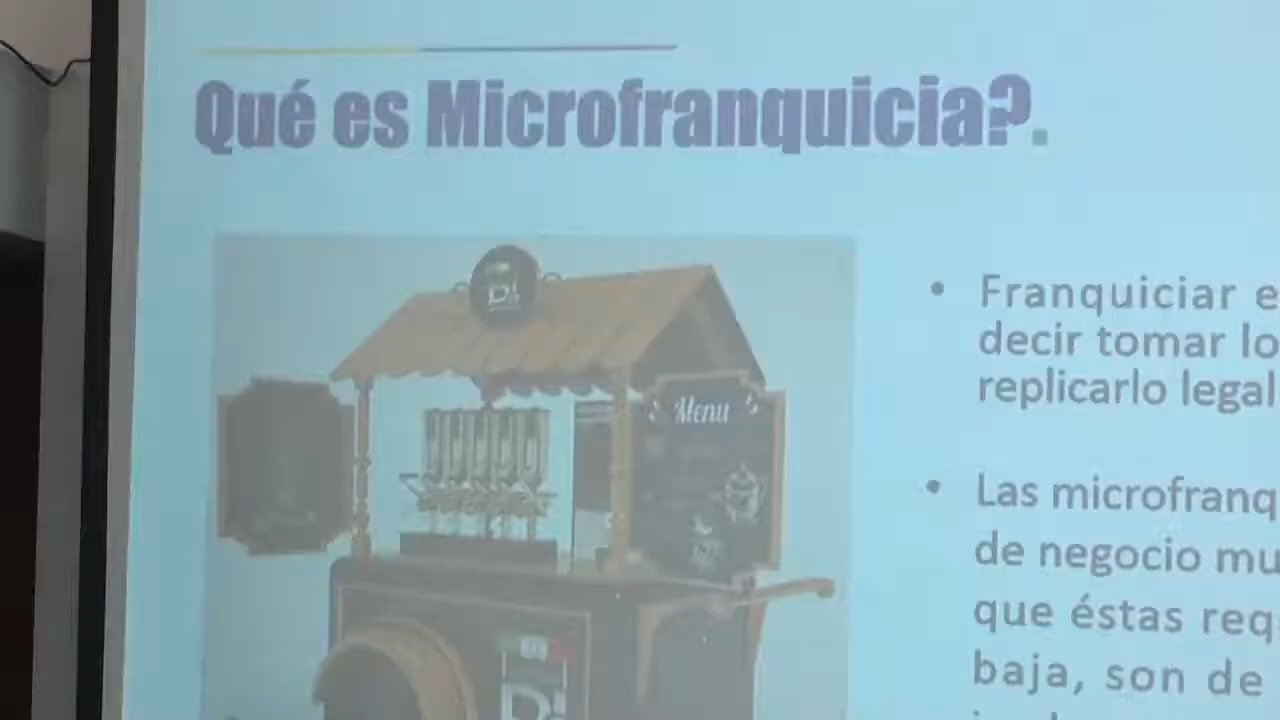 Qué es Microfranquicia?.
Franquiciar e
decir tomar lo
replicarlo legal
Las microfranq
de negocio mu
que éstas req
baja, son de
Menu